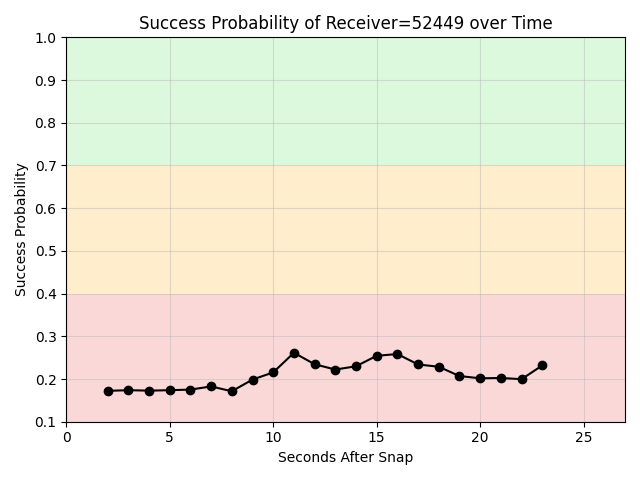 Success Probability of Receiver=52449 over Time
1.0
0.9
0.8
0.7
0.6
0.5
0.4
0.3
0.2
0.1
Success Probability
0 5 10 15 20 25
Seconds After Snap